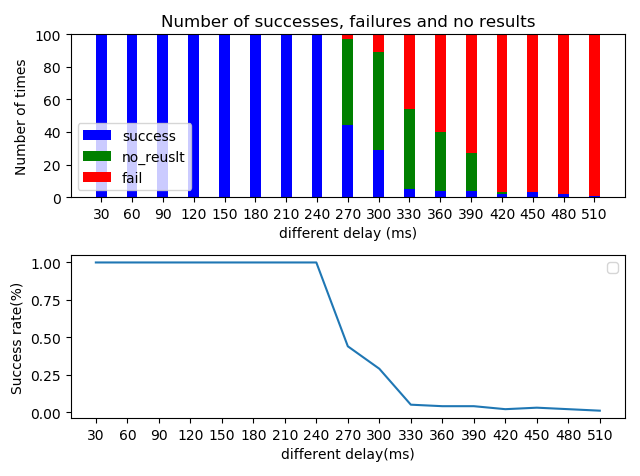 Number of successes, failures and no results
Number of times
100
80
60
40
20
0
success
no_reuslt
fail
30 60 90 120 150 180 210 240 270 300 330 360 390 420 450 480 510
different delay (ms)
Success rate(%)
1.00
0.75
0.50
0.25
0.00
30 60 90 120 150 180 210 240 270 300 330 360 390 420 450 480 510
different delay(ms)